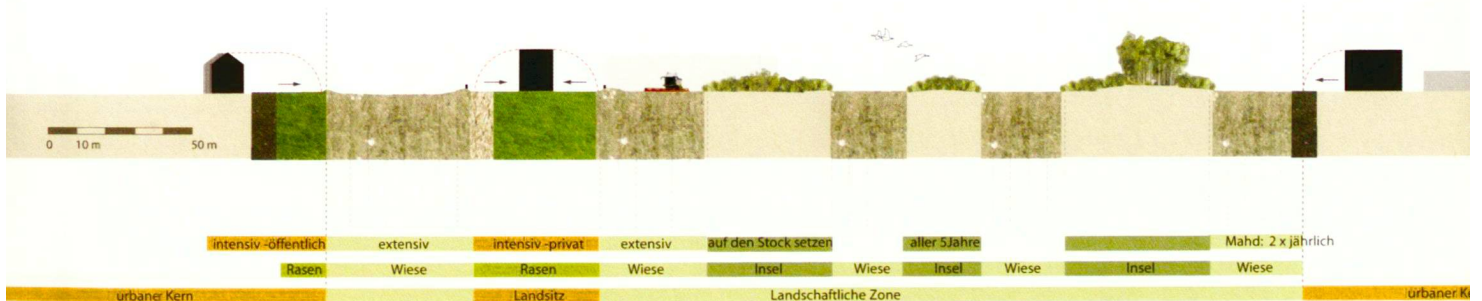 0 10 m 50 m
intensiv -öffentlich extensiv intensiv -privat extensiv auf den Stock setzen aller 5Jahre Mahd: 2 x jährlich
Rasen Wiese Rasen Wiese Insel Wiese Insel Wiese Insel Wiese
urbaner Kern Landsitz Landschaftliche Zone urbaner